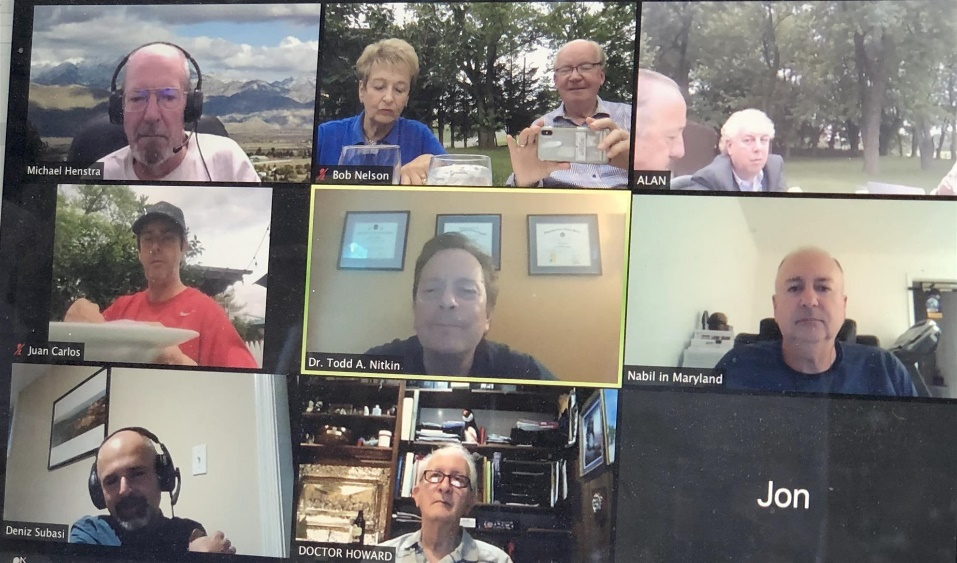 Michael Henstra
Bob Nelson
ALAN
Juan Carlos
Dr. Todd A. Nitkin
Nabil in Maryland
Deniz Subasi
DOCTOR HOWARD
Jon